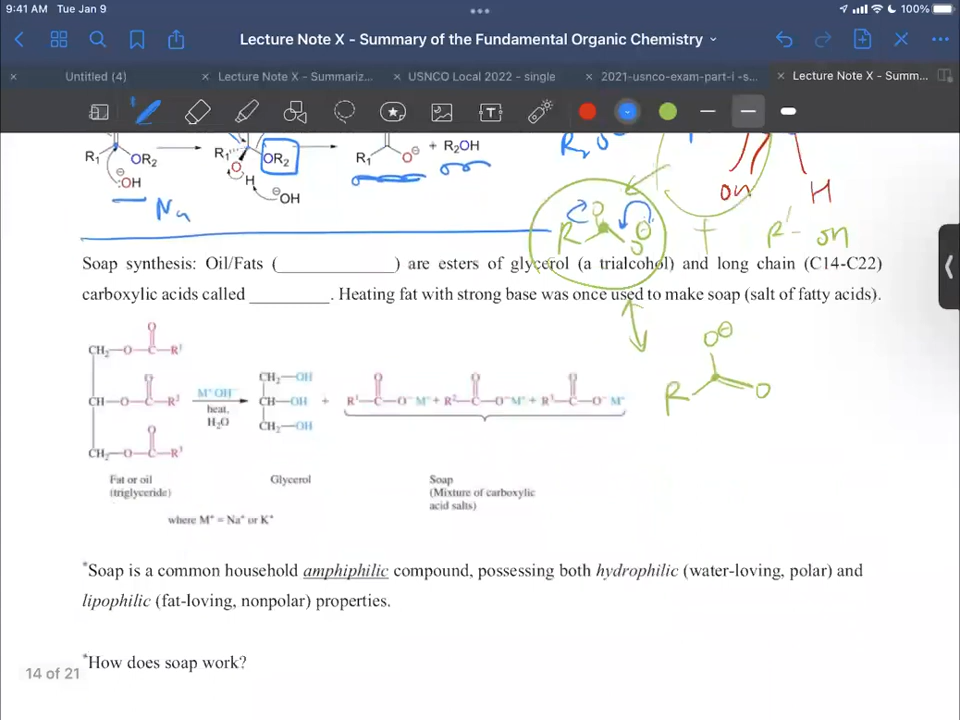 9:41 AM Tue Jan 9
100%
Lecture Note X - Summary of the Fundamental Organic Chemistry
Untitled (4)
Lecture Note X - Summariz...
USNCO Local 2022 - single
2021-usnco-exam-part-I -s...
Lecture Note X - Summ...
R₁ OR₂
R₁ OR₂
R₁ O⊖ + R₂OH
⊖:OH
O
H
⊖OH
Na
R₂O
on H
R O O⊖
+ R'-OH
Soap synthesis: Oil/Fats (______________) are esters of glycerol (a trialcohol) and long chain (C14-C22)
carboxylic acids called _________. Heating fat with strong base was once used to make soap (salt of fatty acids).
O
CH₂—O—C—R¹
O
CH—O—C—R²
O
CH₂—O—C—R³
M⁺ ⁻OH
heat,
H₂O
CH₂—OH
CH—OH
CH₂—OH
+
O O O
R¹—C—O⁻ M⁺ + R²—C—O⁻ M⁺ + R³—C—O⁻ M⁺
O⊖
R O
Fat or oil
(triglyceride)
Glycerol
Soap
(Mixture of carboxylic
acid salts)
where M⁺ = Na⁺ or K⁺
*Soap is a common household amphiphilic compound, possessing both hydrophilic (water-loving, polar) and
lipophilic (fat-loving, nonpolar) properties.
*How does soap work?
14 of 21